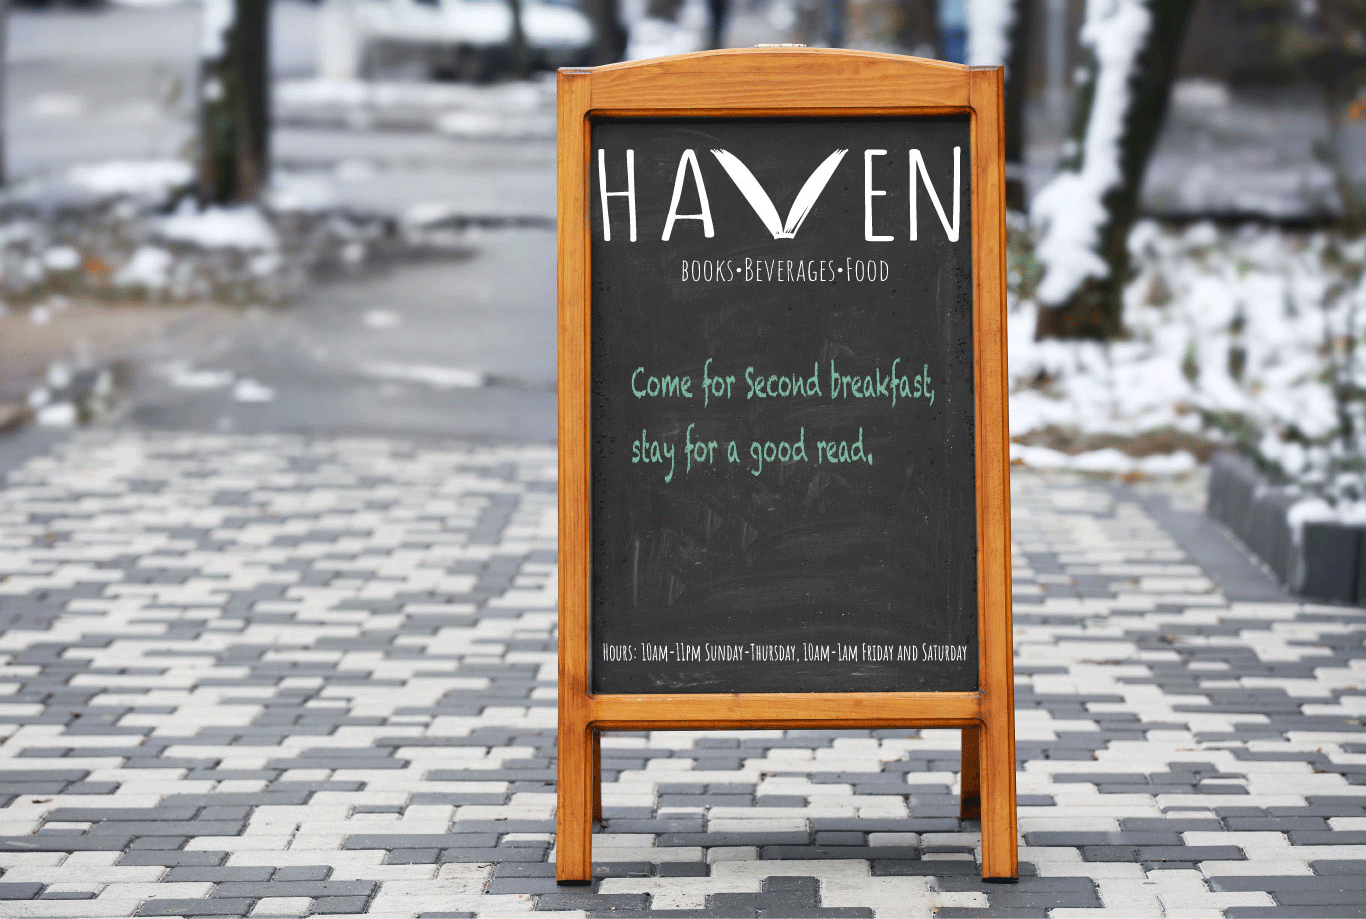 HAVEN
BOOKS•BEVERAGES•FOOD
Come for Second breakfast,
stay for a good read.
HOURS: 10AM-11PM SUNDAY-THURSDAY, 10AM-1AM FRIDAY AND SATURDAY